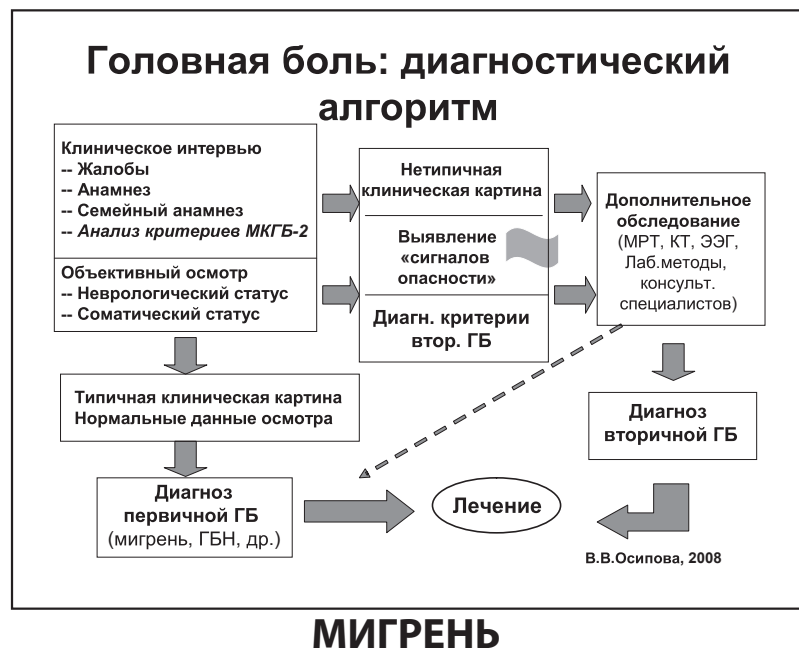 Головная боль: диагностический
алгоритм
Клиническое интервью
-- Жалобы
-- Анамнез
-- Семейный анамнез
-- Анализ критериев МКГБ-2
Объективный осмотр
-- Неврологический статус
-- Соматический статус
Нетипичная
клиническая картина
Выявление
«сигналов
опасности»
Диагн. критерии
втор. ГБ
Дополнительное
обследование
(МРТ, КТ, ЭЭГ,
Лаб.методы,
консульт.
специалистов)
Типичная клиническая картина
Нормальные данные осмотра
Диагноз
вторичной ГБ
Диагноз
первичной ГБ
(мигрень, ГБН, др.)
Лечение
В.В.Осипова, 2008
МИГРЕНЬ